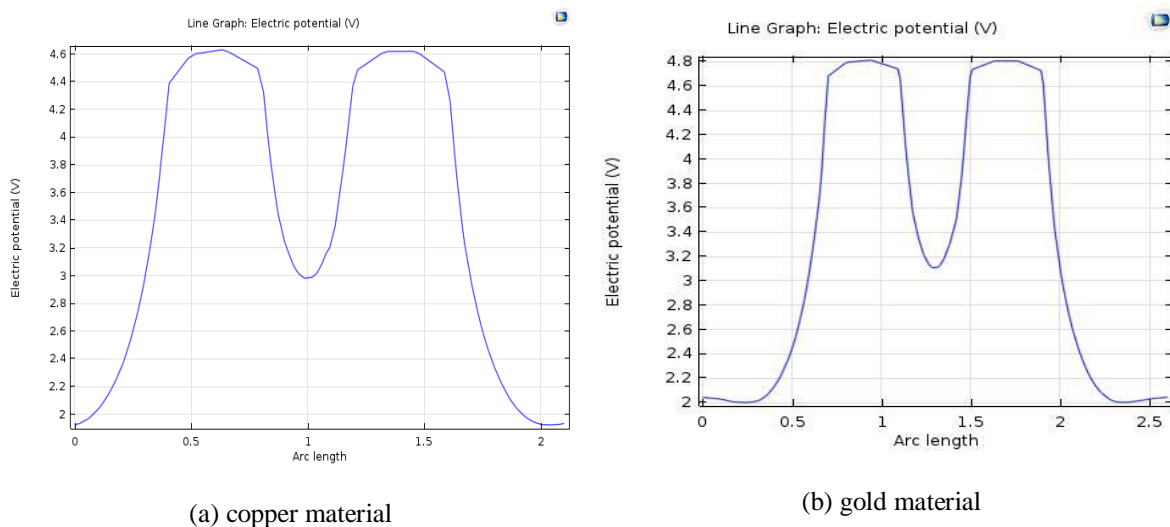 Line Graph: Electric potential (V)
4.6
4.4
4.2
4
3.8
3.6
3.4
3.2
3
2.8
2.6
2.4
2.2
2
Electric potential (V)
0 0.5 1 1.5 2
Arc length
(a) copper material
Line Graph: Electric potential (V)
4.8
4.6
4.4
4.2
4
3.8
3.6
3.4
3.2
3
2.8
2.6
2.4
2.2
2
Electric potential (V)
0 0.5 1 1.5 2 2.5
Arc length
(b) gold material